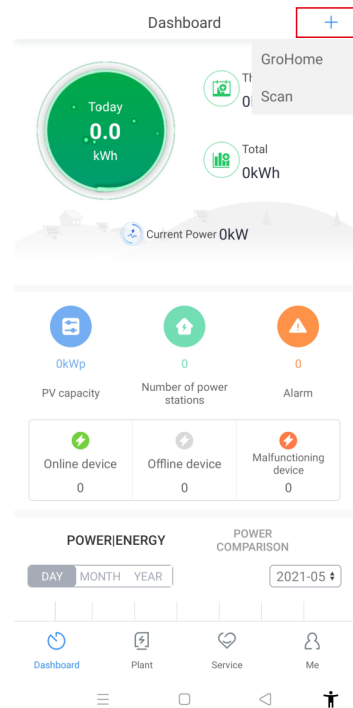 Dashboard
+
GroHome
Scan
Today
0.0
kWh
Th
0
Total
0kWh
Current Power 0kW
0kWp
0
0
PV capacity
Number of power
stations
Alarm
Online device
Offline device
Malfunctioning
device
0
0
0
POWER|ENERGY
POWER
COMPARISON
DAY MONTH YEAR
2021-05
Dashboard
Plant
Service
Me